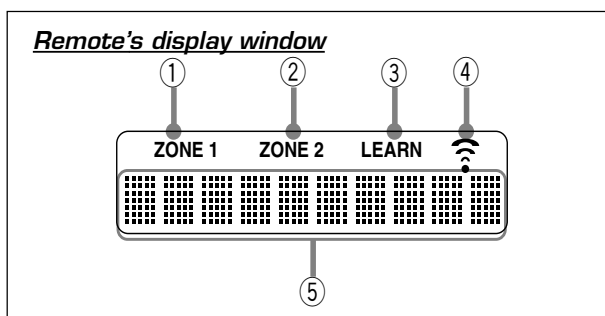 Remote's display window
① ② ③ ④
ZONE 1 ZONE 2 LEARN
⑤